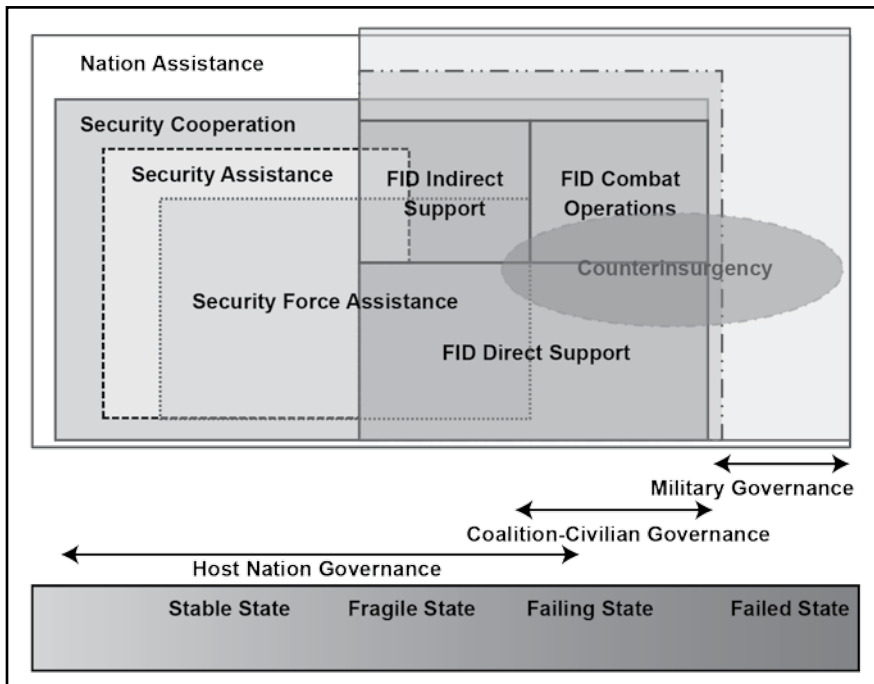 Nation Assistance
Security Cooperation
Security Assistance
FID Indirect
Support
FID Combat
Operations
Counterinsurgency
Security Force Assistance
FID Direct Support
Military Governance
Coalition-Civilian Governance
Host Nation Governance
Stable State
Fragile State
Failing State
Failed State